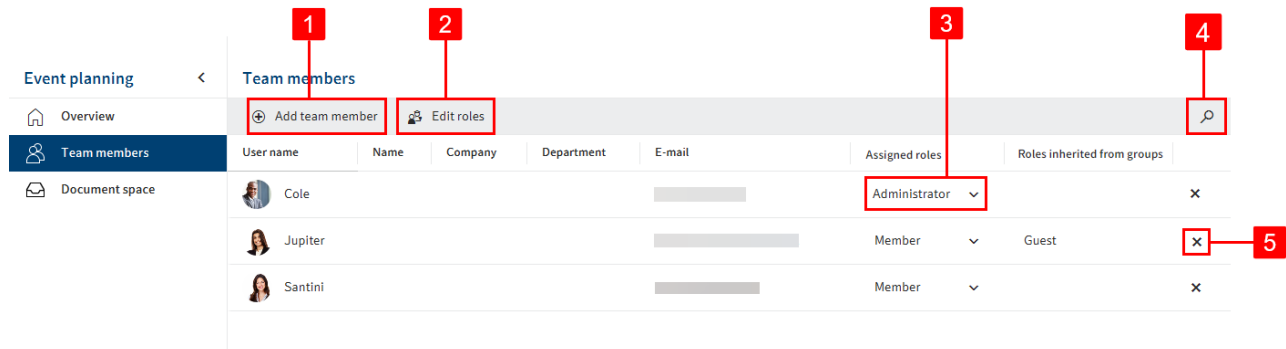 1 2 3 4
Event planning
Team members
Overview
Add team member Edit roles
Team members
User name Name Company Department E-mail Assigned roles Roles inherited from groups
Document space
Cole Administrator
Jupiter Member Guest 5
Santini Member